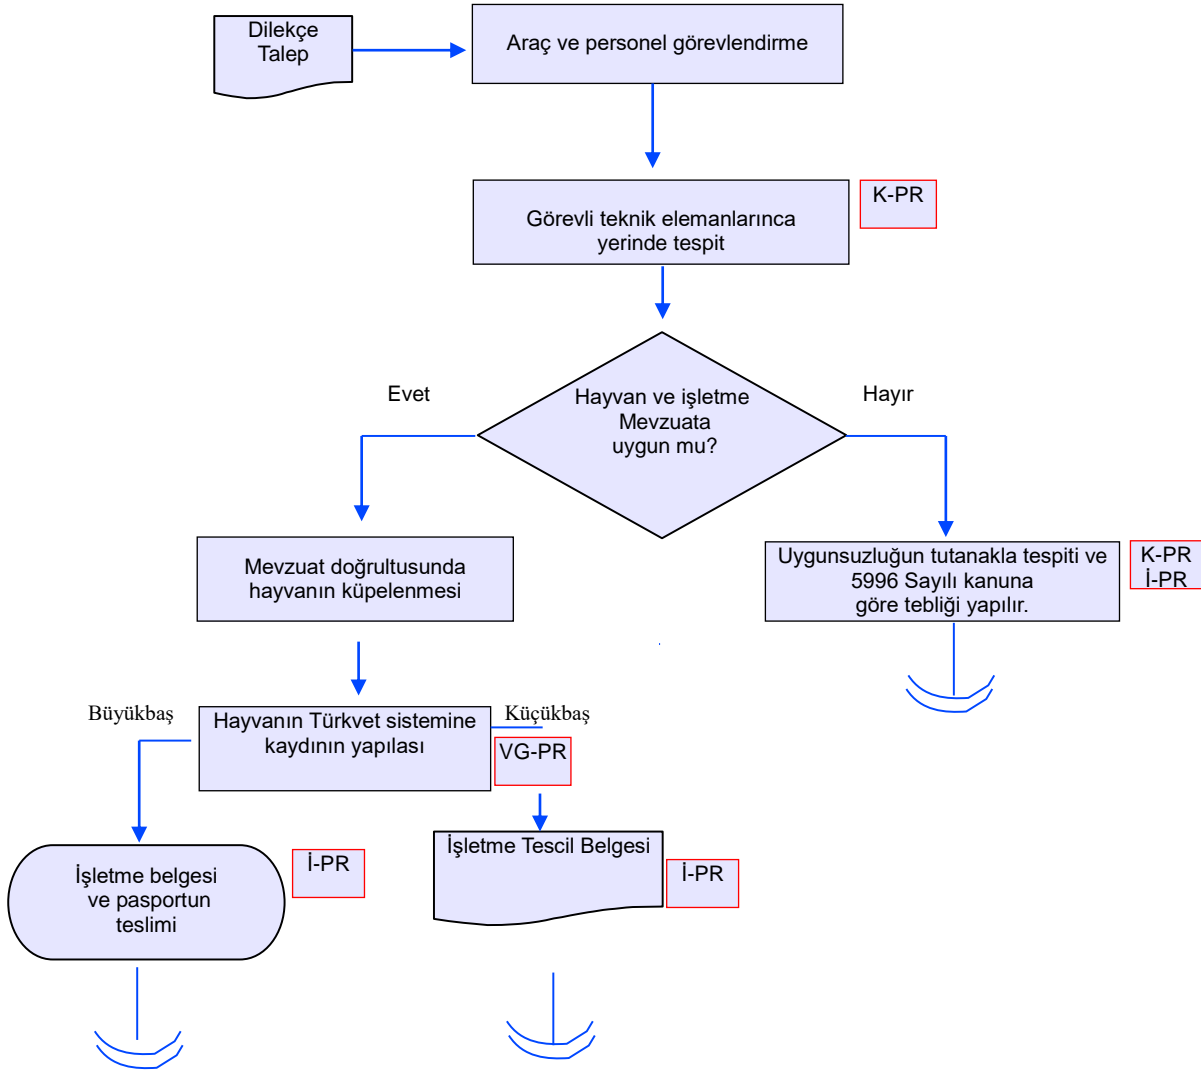 Dilekçe
Talep
Araç ve personel görevlendirme
Görevli teknik elemanlarınca
yerinde tespit
K-PR
Evet
Hayvan ve işletme
Mevzuata
uygun mu?
Hayır
Mevzuat doğrultusunda
hayvanın küpelenmesi
Uygunsuzluğun tutanakla tespiti ve
5996 Sayılı kanuna
göre tebliği yapılır.
K-PR
İ-PR
Büyükbaş
Hayvanın Türkvet sistemine
kaydının yapılası
Küçükbaş
VG-PR
İşletme belgesi
ve pasportun
teslimi
İ-PR
İşletme Tescil Belgesi
İ-PR